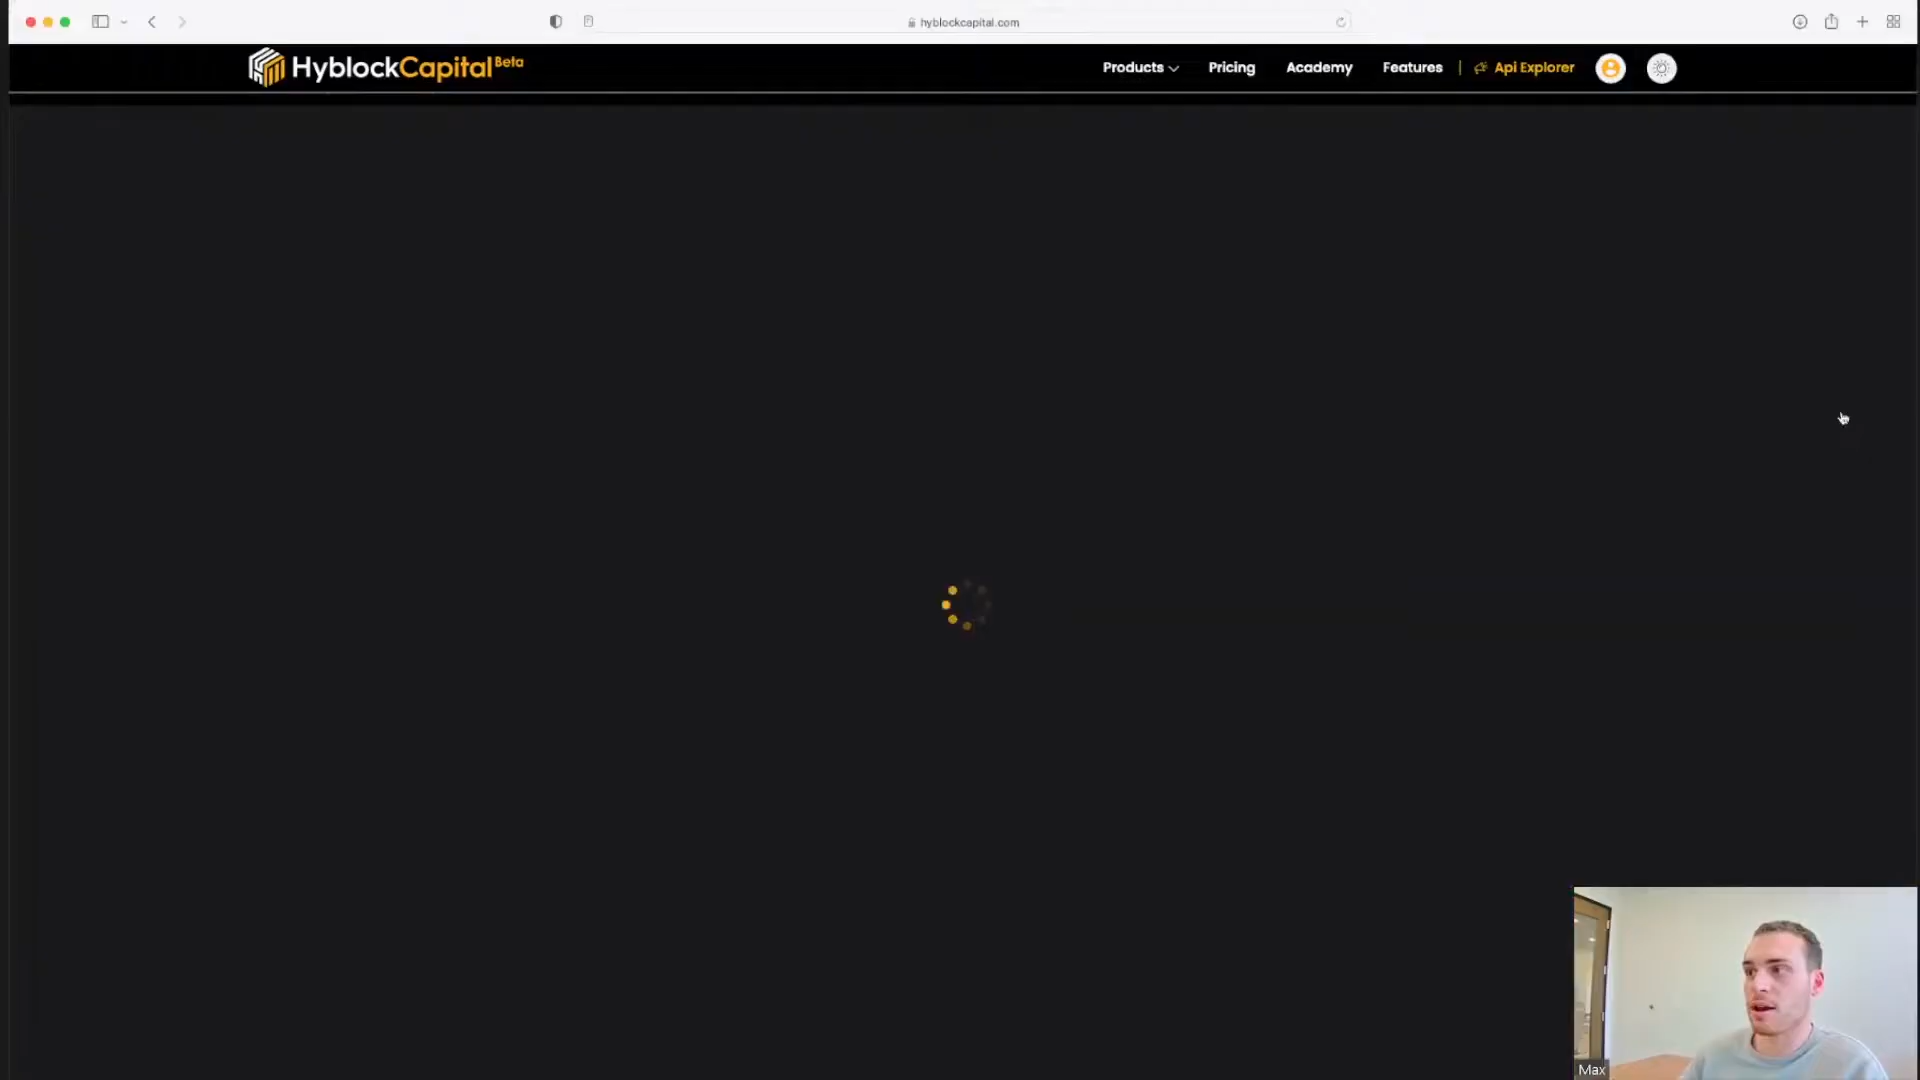 hyblockcapital.com
HyblockCapital Beta
Products
Pricing
Academy
Features
|
Api Explorer
Max